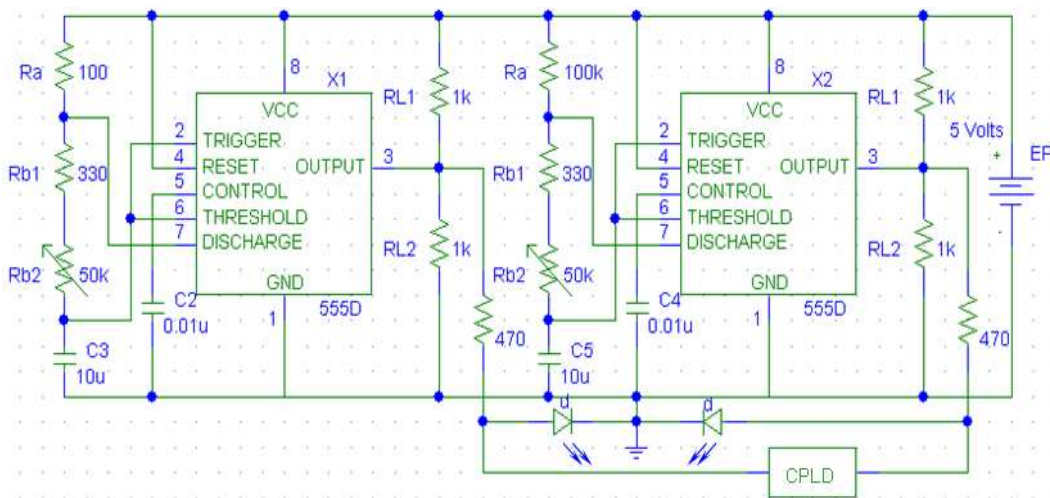 Ra
100
8
X1
VCC
2
TRIGGER
4
RESET
OUTPUT
3
5
CONTROL
6
THRESHOLD
7
DISCHARGE
GND
1
555D
Rb1
330
Rb2
50k
C2
0.01u
C3
10u
RL1
1k
RL2
1k
470
Ra
100k
8
X2
VCC
2
TRIGGER
4
RESET
OUTPUT
3
5
CONTROL
6
THRESHOLD
7
DISCHARGE
GND
1
555D
Rb1
330
Rb2
50k
C4
0.01u
C5
10u
RL1
1k
RL2
1k
470
5 Volts
+
d
d
CPLD